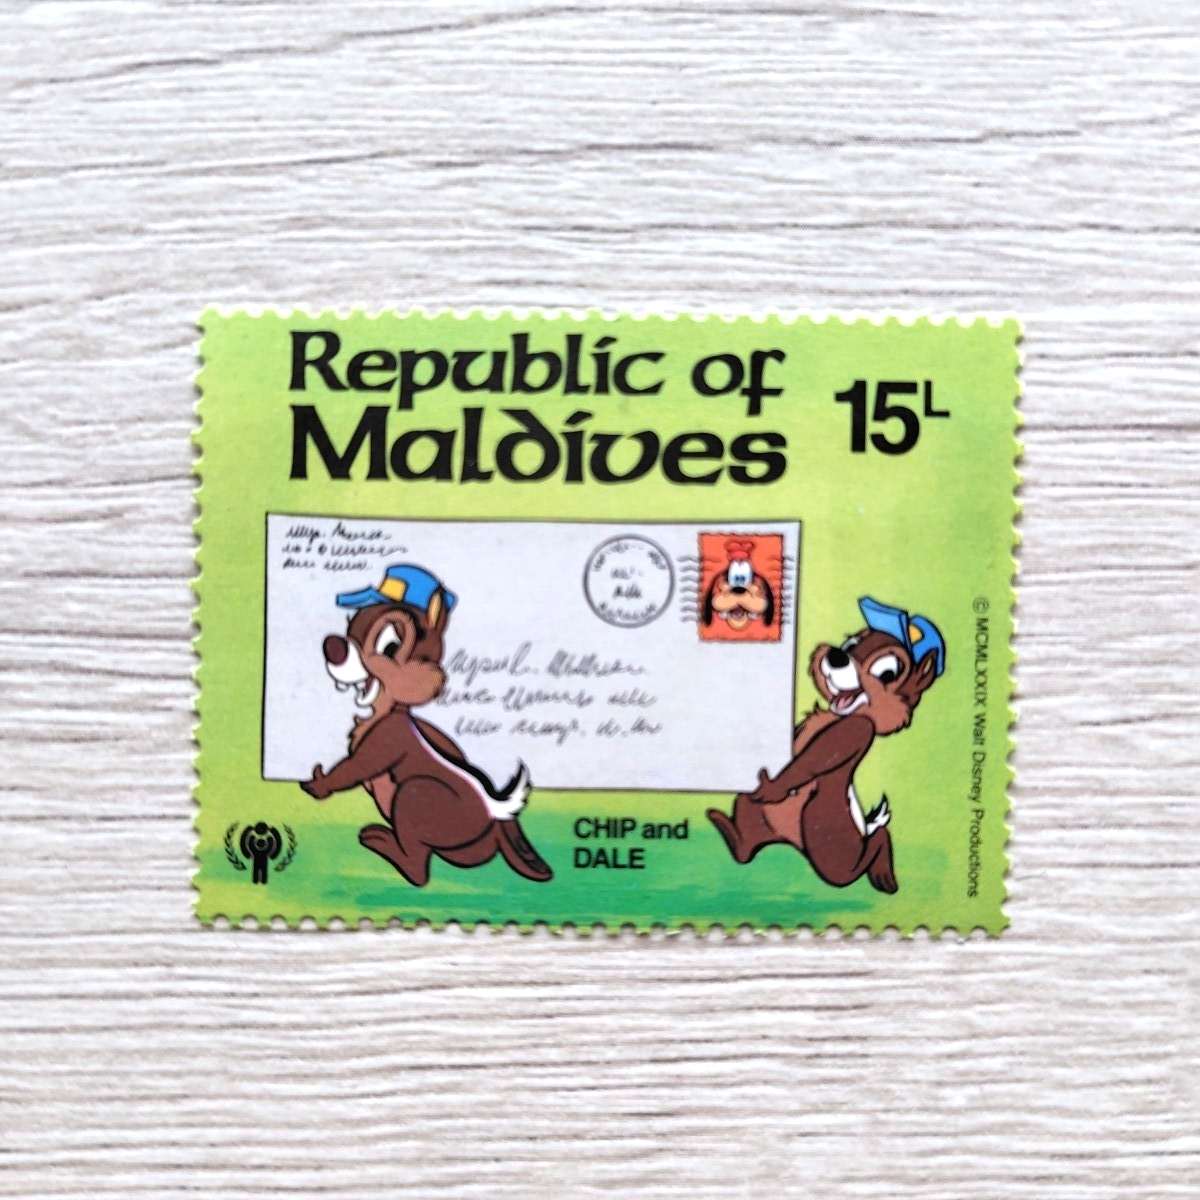 Republic of
Maldives
15L
CHIP and
DALE
© MCMLXXIX Walt Disney Productions